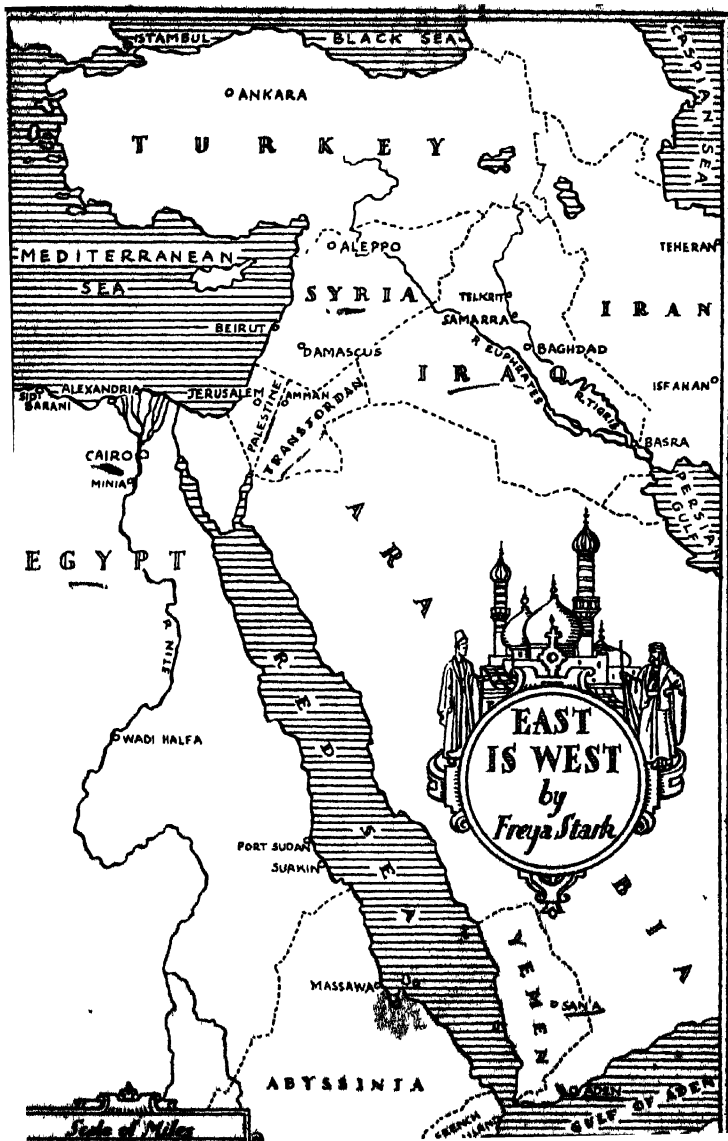 ISTAMBUL
BLACK SEA
CASPIAN SEA
ANKARA
TURKEY
TEHERAN
ALEPPO
MEDITERRANEAN
SEA
SYRIA
TELKRIT
SAMARRA
IRAN
BEIRUT
DAMASCUS
R. EUPHRATES
BAGHDAD
IRAQ
R. TIGRIS
ISFAHAN
SIDI
BARANI
ALEXANDRIA
JERUSALEM
PALESTINE
AMMAN
TRANSJORDAN
BASRA
CAIRO
MINIA
PERSIAN
GULF
ARABIA
EGYPT
R. NILE
RED SEA
WADI HALFA
EAST
IS WEST
by
Freya Stark
PORT SUDAN
SUAKIN
YEMEN
MASSAWA
SAN'A
ABYSSINIA
ADEN
GULF OF ADEN
FRENCH
Scale of Miles